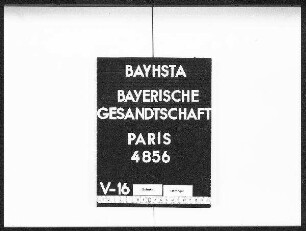 BAYHSTA
BAYERISCHE
GESANDTSCHAFT
PARIS
4856
V-16